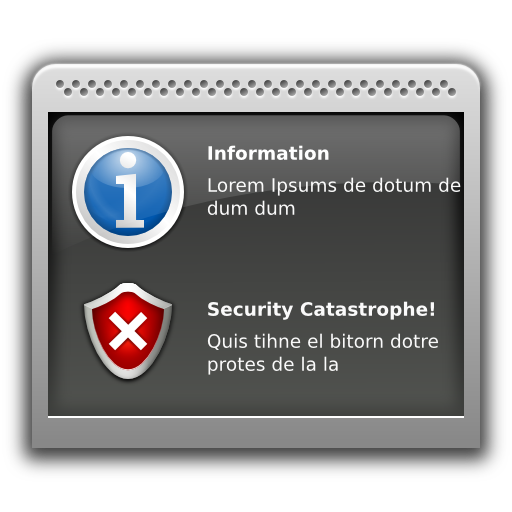 Information
Lorem Ipsums de dotum de
dum dum
Security Catastrophe!
Quis tihne el bitorn dotre
protes de la la